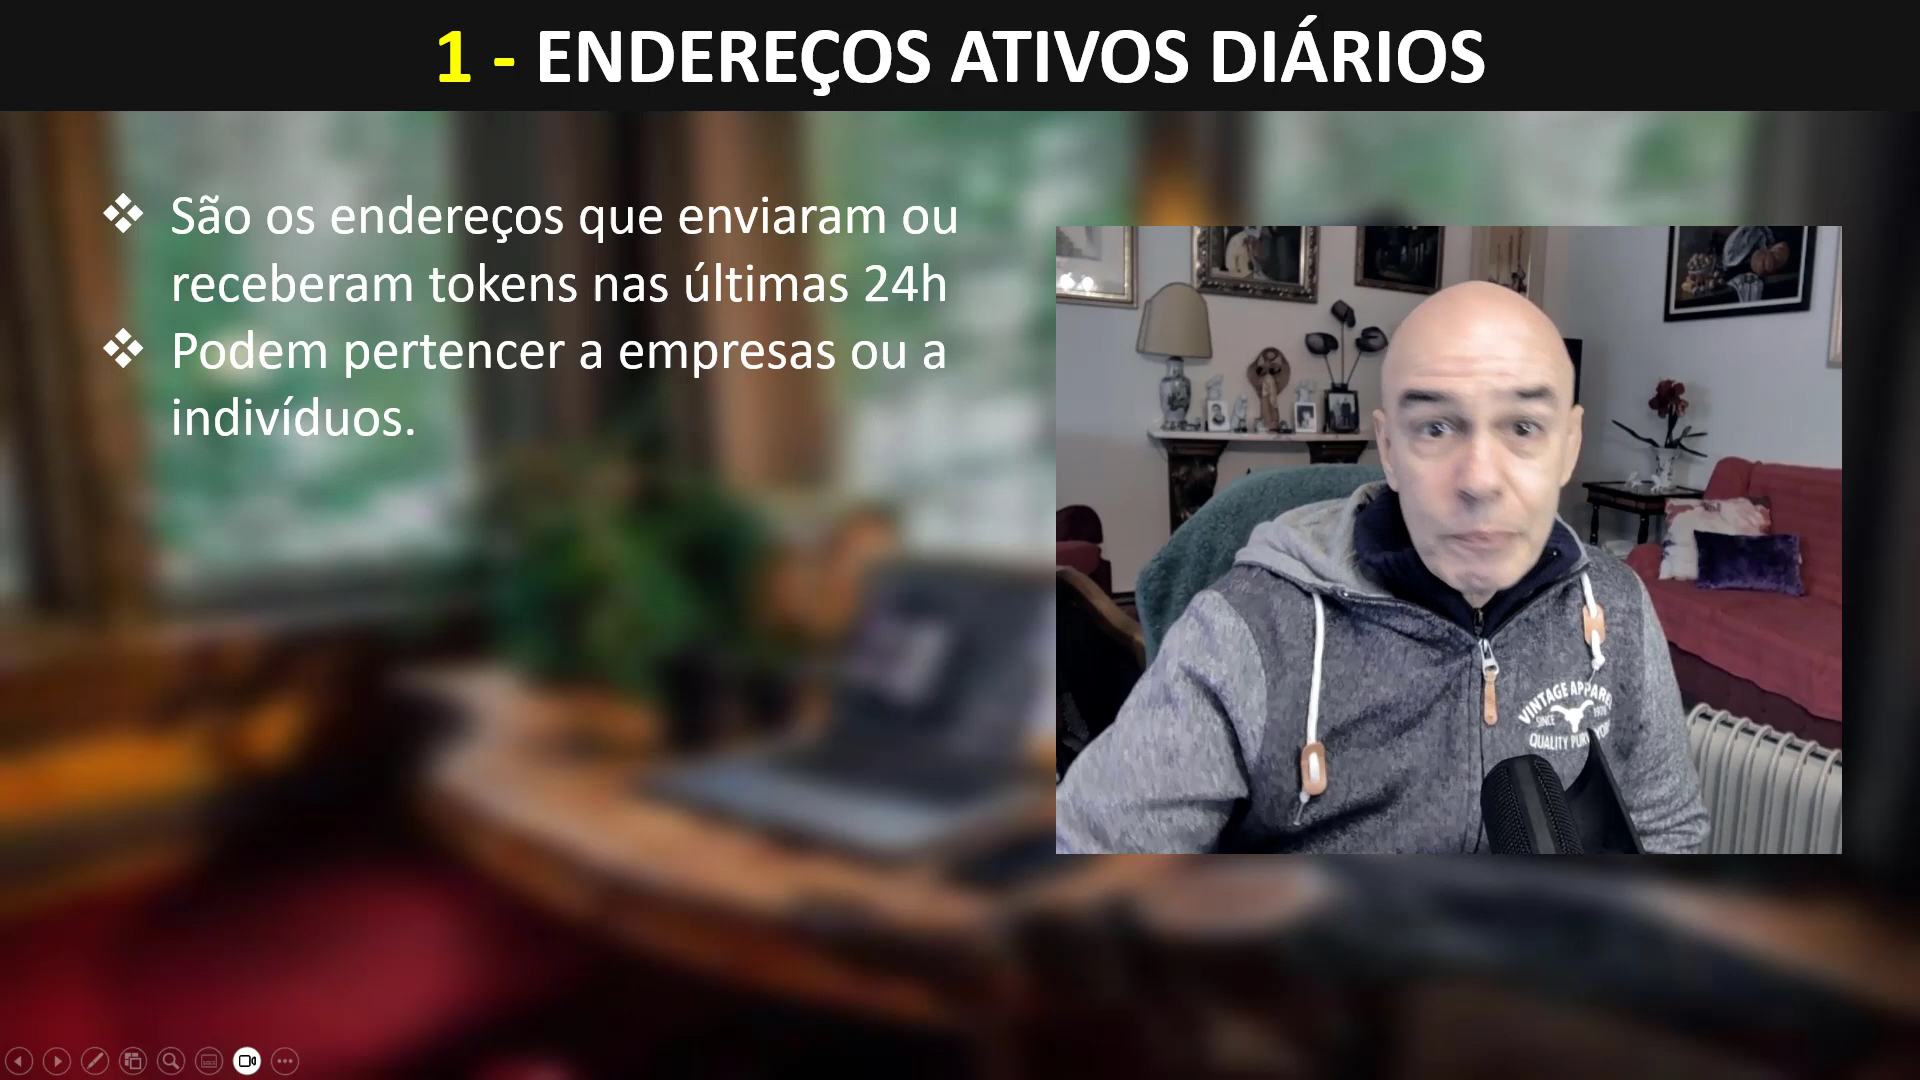 1 - ENDEREÇOS ATIVOS DIÁRIOS
São os endereços que enviaram ou
receberam tokens nas últimas 24h
Podem pertencer a empresas ou a
indivíduos.
VINTAGE APPAREL
SINCE 1978
QUALITY